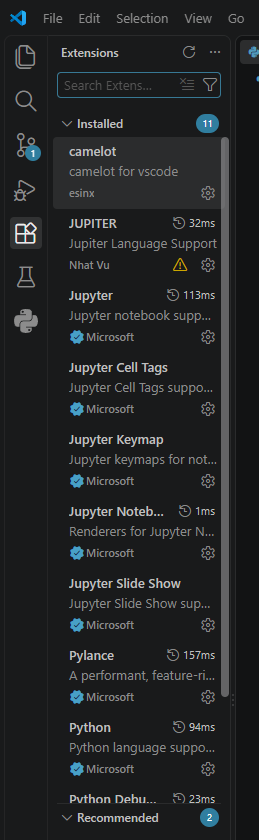 File Edit Selection View Go
Extensions
Search Extens...
Installed 11
camelot
camelot for vscode
esinx
JUPITER 32ms
Jupiter Language Support
Nhat Vu
1
Jupyter 113ms
Jupyter notebook supp...
Microsoft
Jupyter Cell Tags
Jupyter Cell Tags suppo...
Microsoft
Jupyter Keymap
Jupyter keymaps for not...
Microsoft
Jupyter Noteb... 1ms
Renderers for Jupyter N...
Microsoft
Jupyter Slide Show
Jupyter Slide Show sup...
Microsoft
Pylance 157ms
A performant, feature-ri...
Microsoft
Python 94ms
Python language suppo...
Microsoft
Python Debu... 23ms
Recommended 2